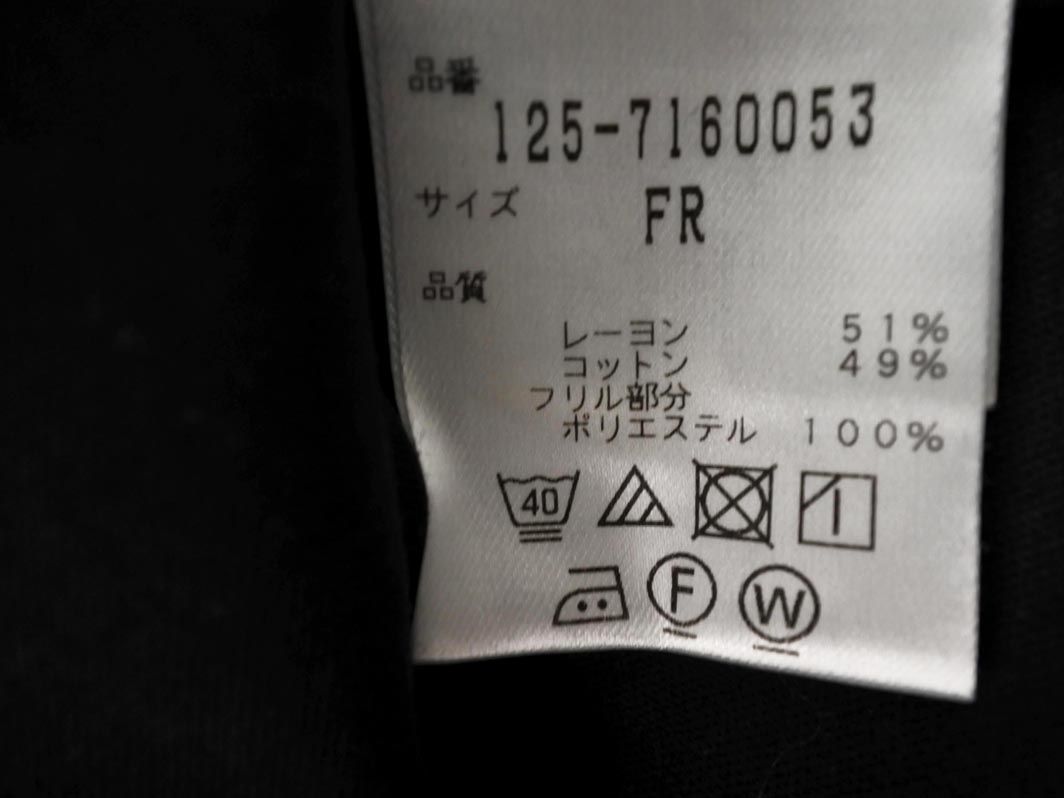 品番
125-7160053
サイズ FR
品質
レーヨン 51%
コットン 49%
フリル部分
ポリエステル 100%
40
F W